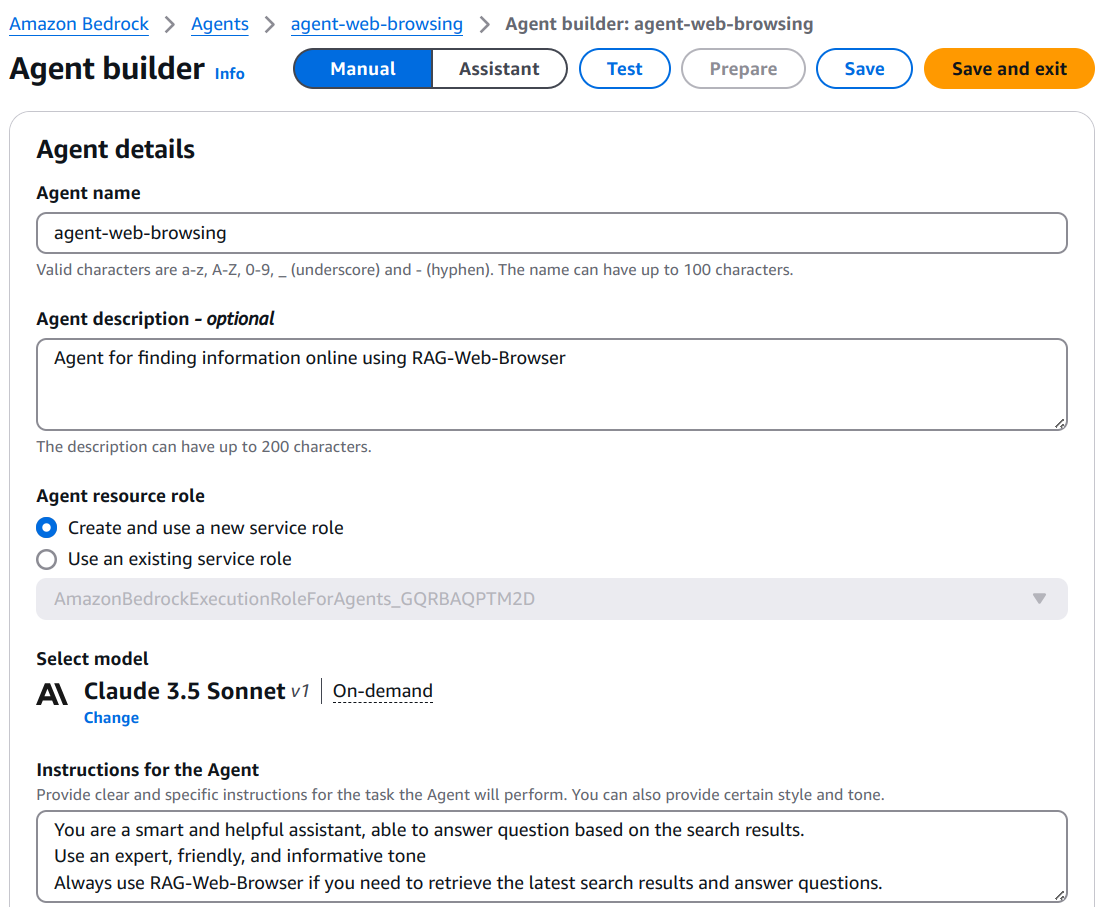 Amazon Bedrock > Agents > agent-web-browsing > Agent builder: agent-web-browsing
Agent builder Info Manual Assistant Test Prepare Save Save and exit
Agent details
Agent name
agent-web-browsing
Valid characters are a-z, A-Z, 0-9, _ (underscore) and - (hyphen). The name can have up to 100 characters.
Agent description - optional
Agent for finding information online using RAG-Web-Browser
The description can have up to 200 characters.
Agent resource role
Create and use a new service role
Use an existing service role
AmazonBedrockExecutionRoleForAgents_GQRBAQPTM2D
Select model
Claude 3.5 Sonnet v1 | On-demand
Change
Instructions for the Agent
Provide clear and specific instructions for the task the Agent will perform. You can also provide certain style and tone.
You are a smart and helpful assistant, able to answer question based on the search results.
Use an expert, friendly, and informative tone
Always use RAG-Web-Browser if you need to retrieve the latest search results and answer questions.